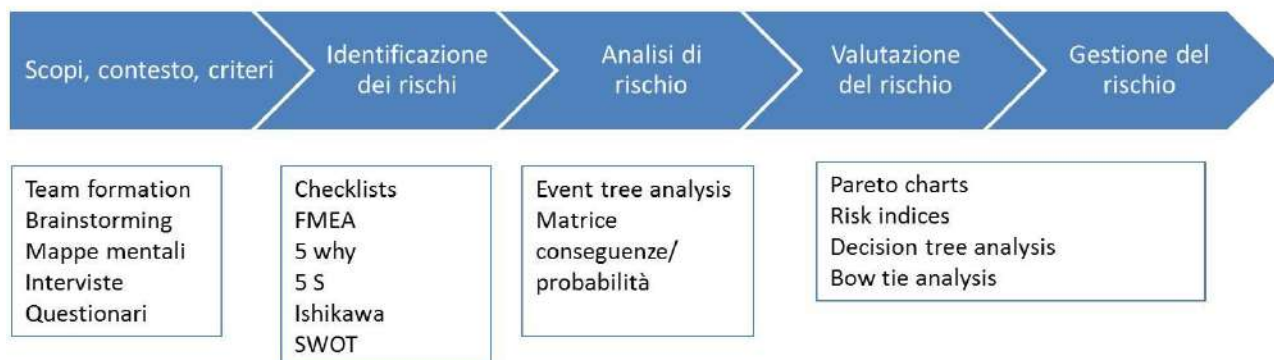 Scopi, contesto, criteri
Identificazione
dei rischi
Analisi di
rischio
Valutazione
del rischio
Gestione del
rischio
Team formation
Brainstorming
Mappe mentali
Interviste
Questionari
Checklists
FMEA
5 why
5 S
Ishikawa
SWOT
Event tree analysis
Matrice
conseguenze/
probabilità
Pareto charts
Risk indices
Decision tree analysis
Bow tie analysis